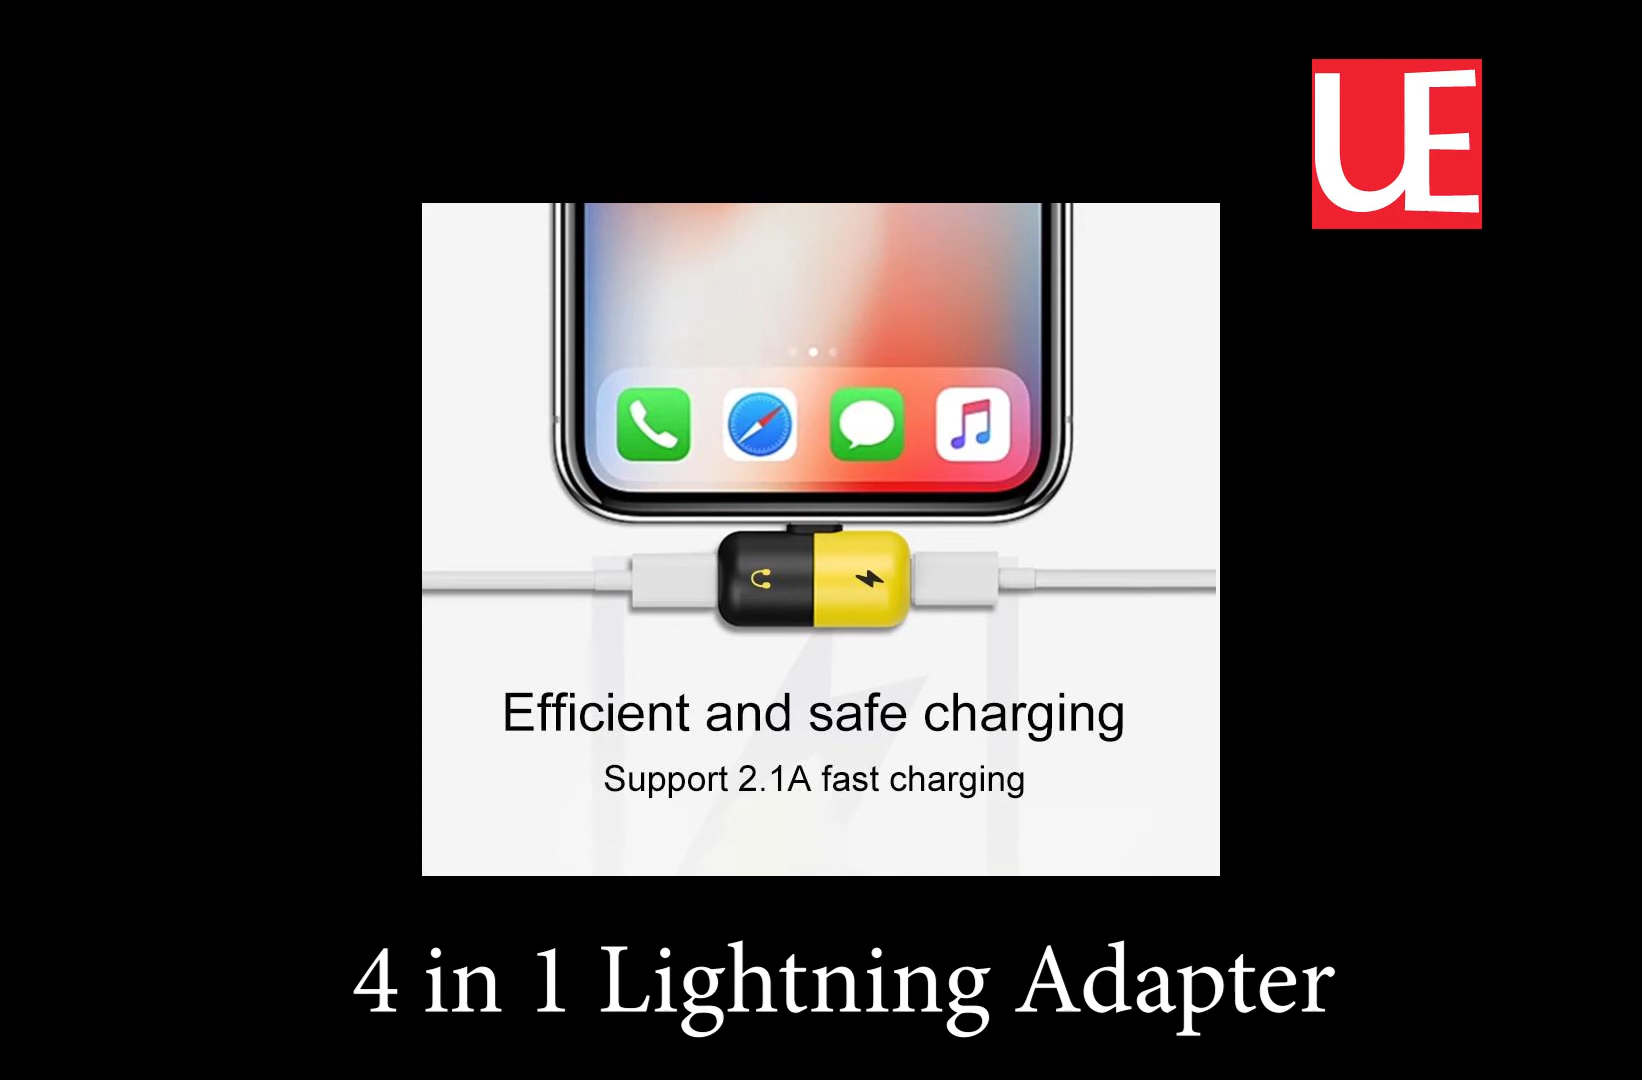 UE
Efficient and safe charging
Support 2.1A fast charging
4 in 1 Lightning Adapter